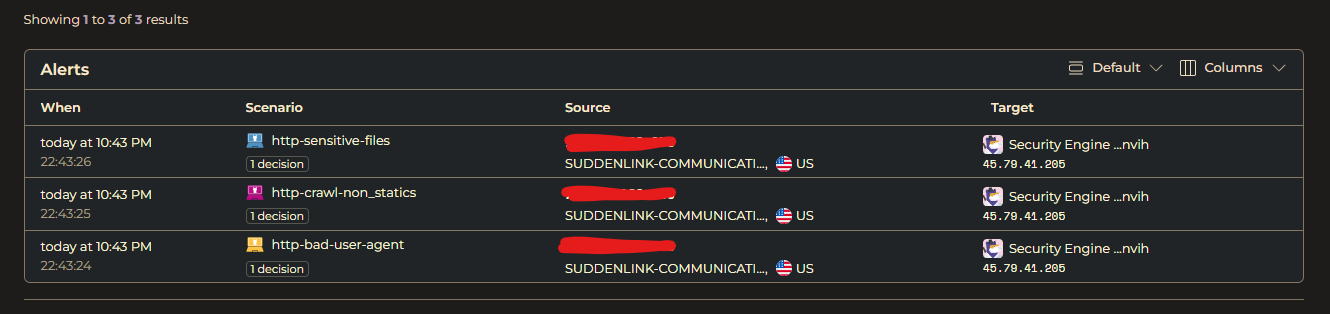 Showing 1 to 3 of 3 results
Alerts
Default
Columns
When
Scenario
Source
Target
today at 10:43 PM
22:43:26
http-sensitive-files
1 decision
SUDDENLINK-COMMUNICATI..., US
Security Engine ...nvih
45.79.41.205
today at 10:43 PM
22:43:25
http-crawl-non_statics
1 decision
SUDDENLINK-COMMUNICATI..., US
Security Engine ...nvih
45.79.41.205
today at 10:43 PM
22:43:24
http-bad-user-agent
1 decision
SUDDENLINK-COMMUNICATI..., US
Security Engine ...nvih
45.79.41.205